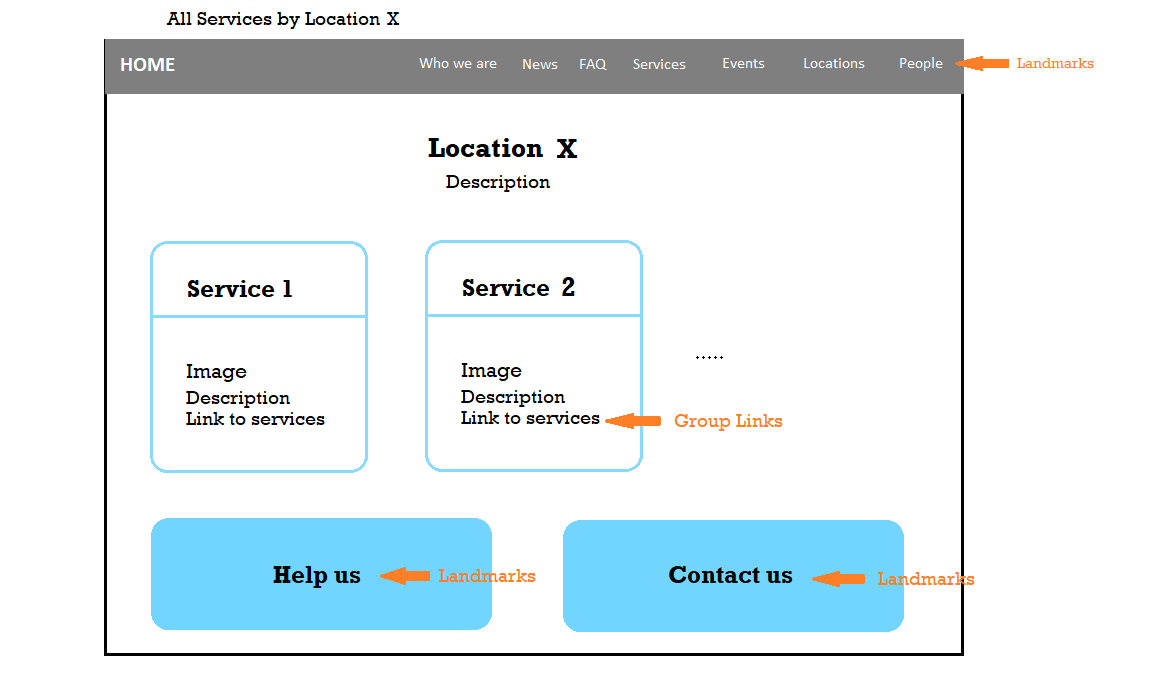 All Services by Location X
HOME Who we are News FAQ Services Events Locations People Landmarks
Location X
Description
Service 1
Image
Description
Link to services
Service 2
Image
Description
Link to services Group Links
.....
Help us Landmarks
Contact us Landmarks